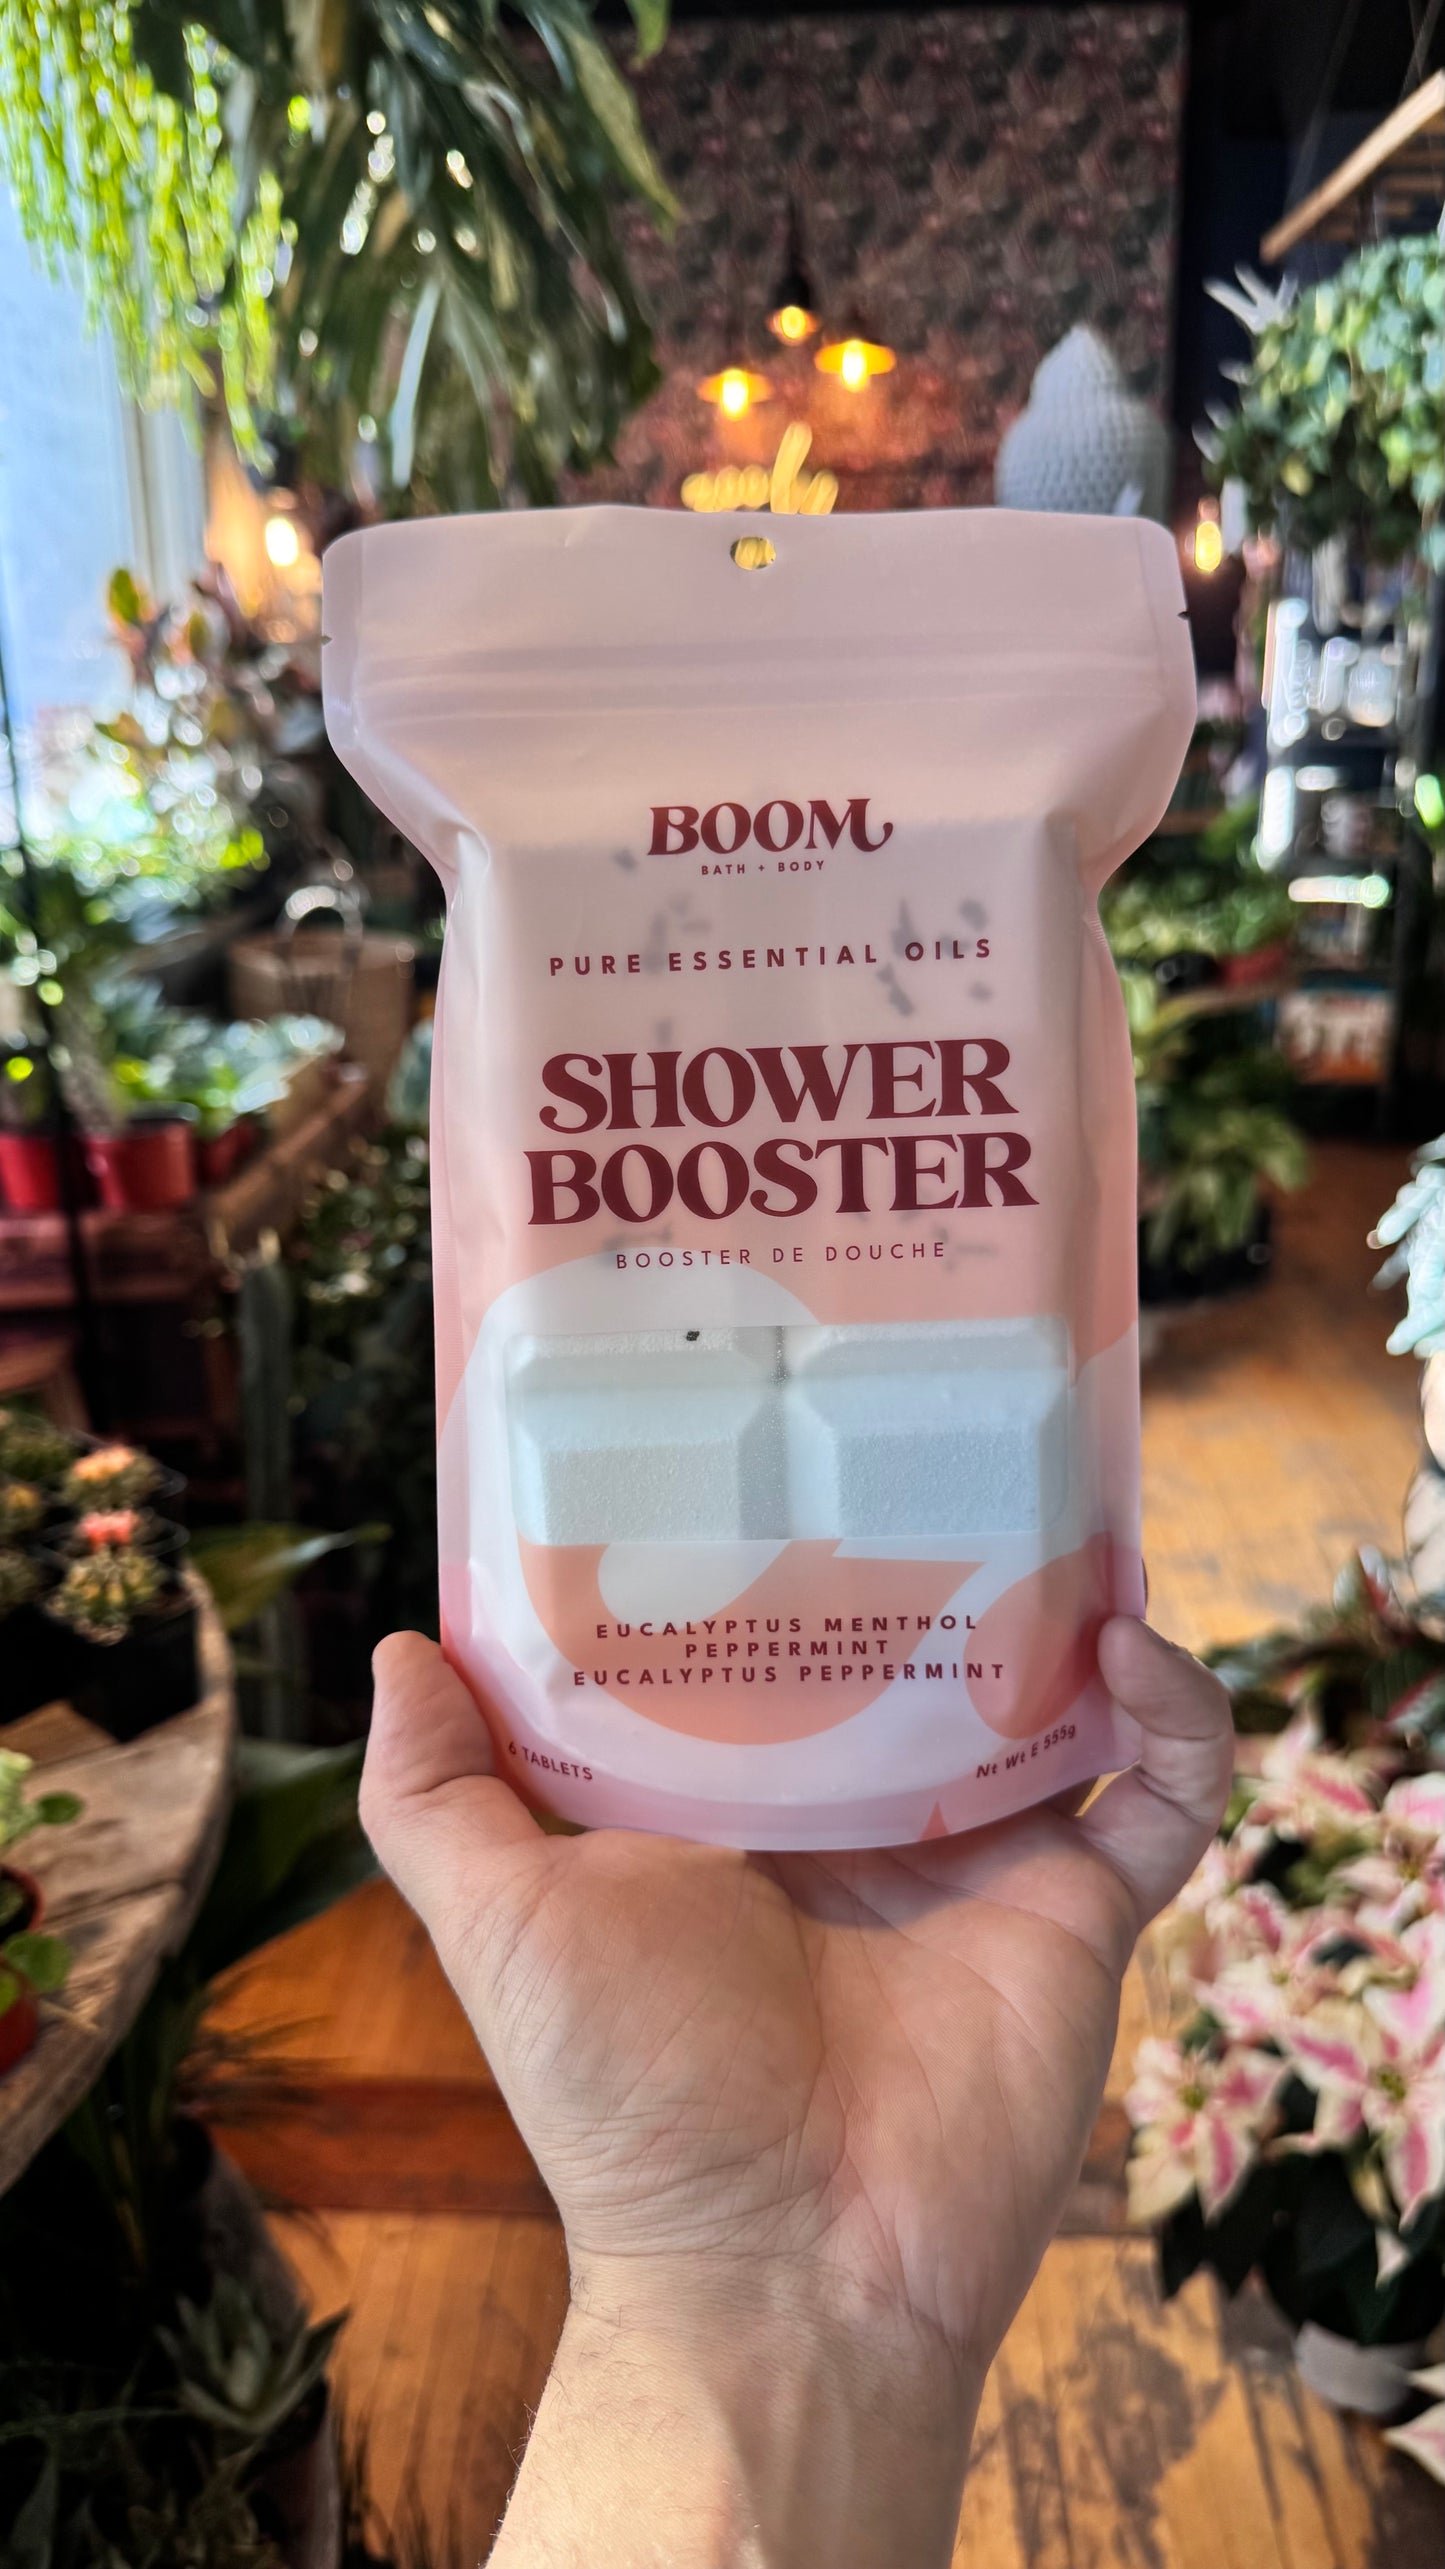 BOOM
BATH + BODY
PURE ESSENTIAL OILS
SHOWER
BOOSTER
BOOSTER DE DOUCHE
EUCALYPTUS MENTHOL
PEPPERMINT
EUCALYPTUS PEPPERMINT
6 TABLETS
Nt Wt E 555g